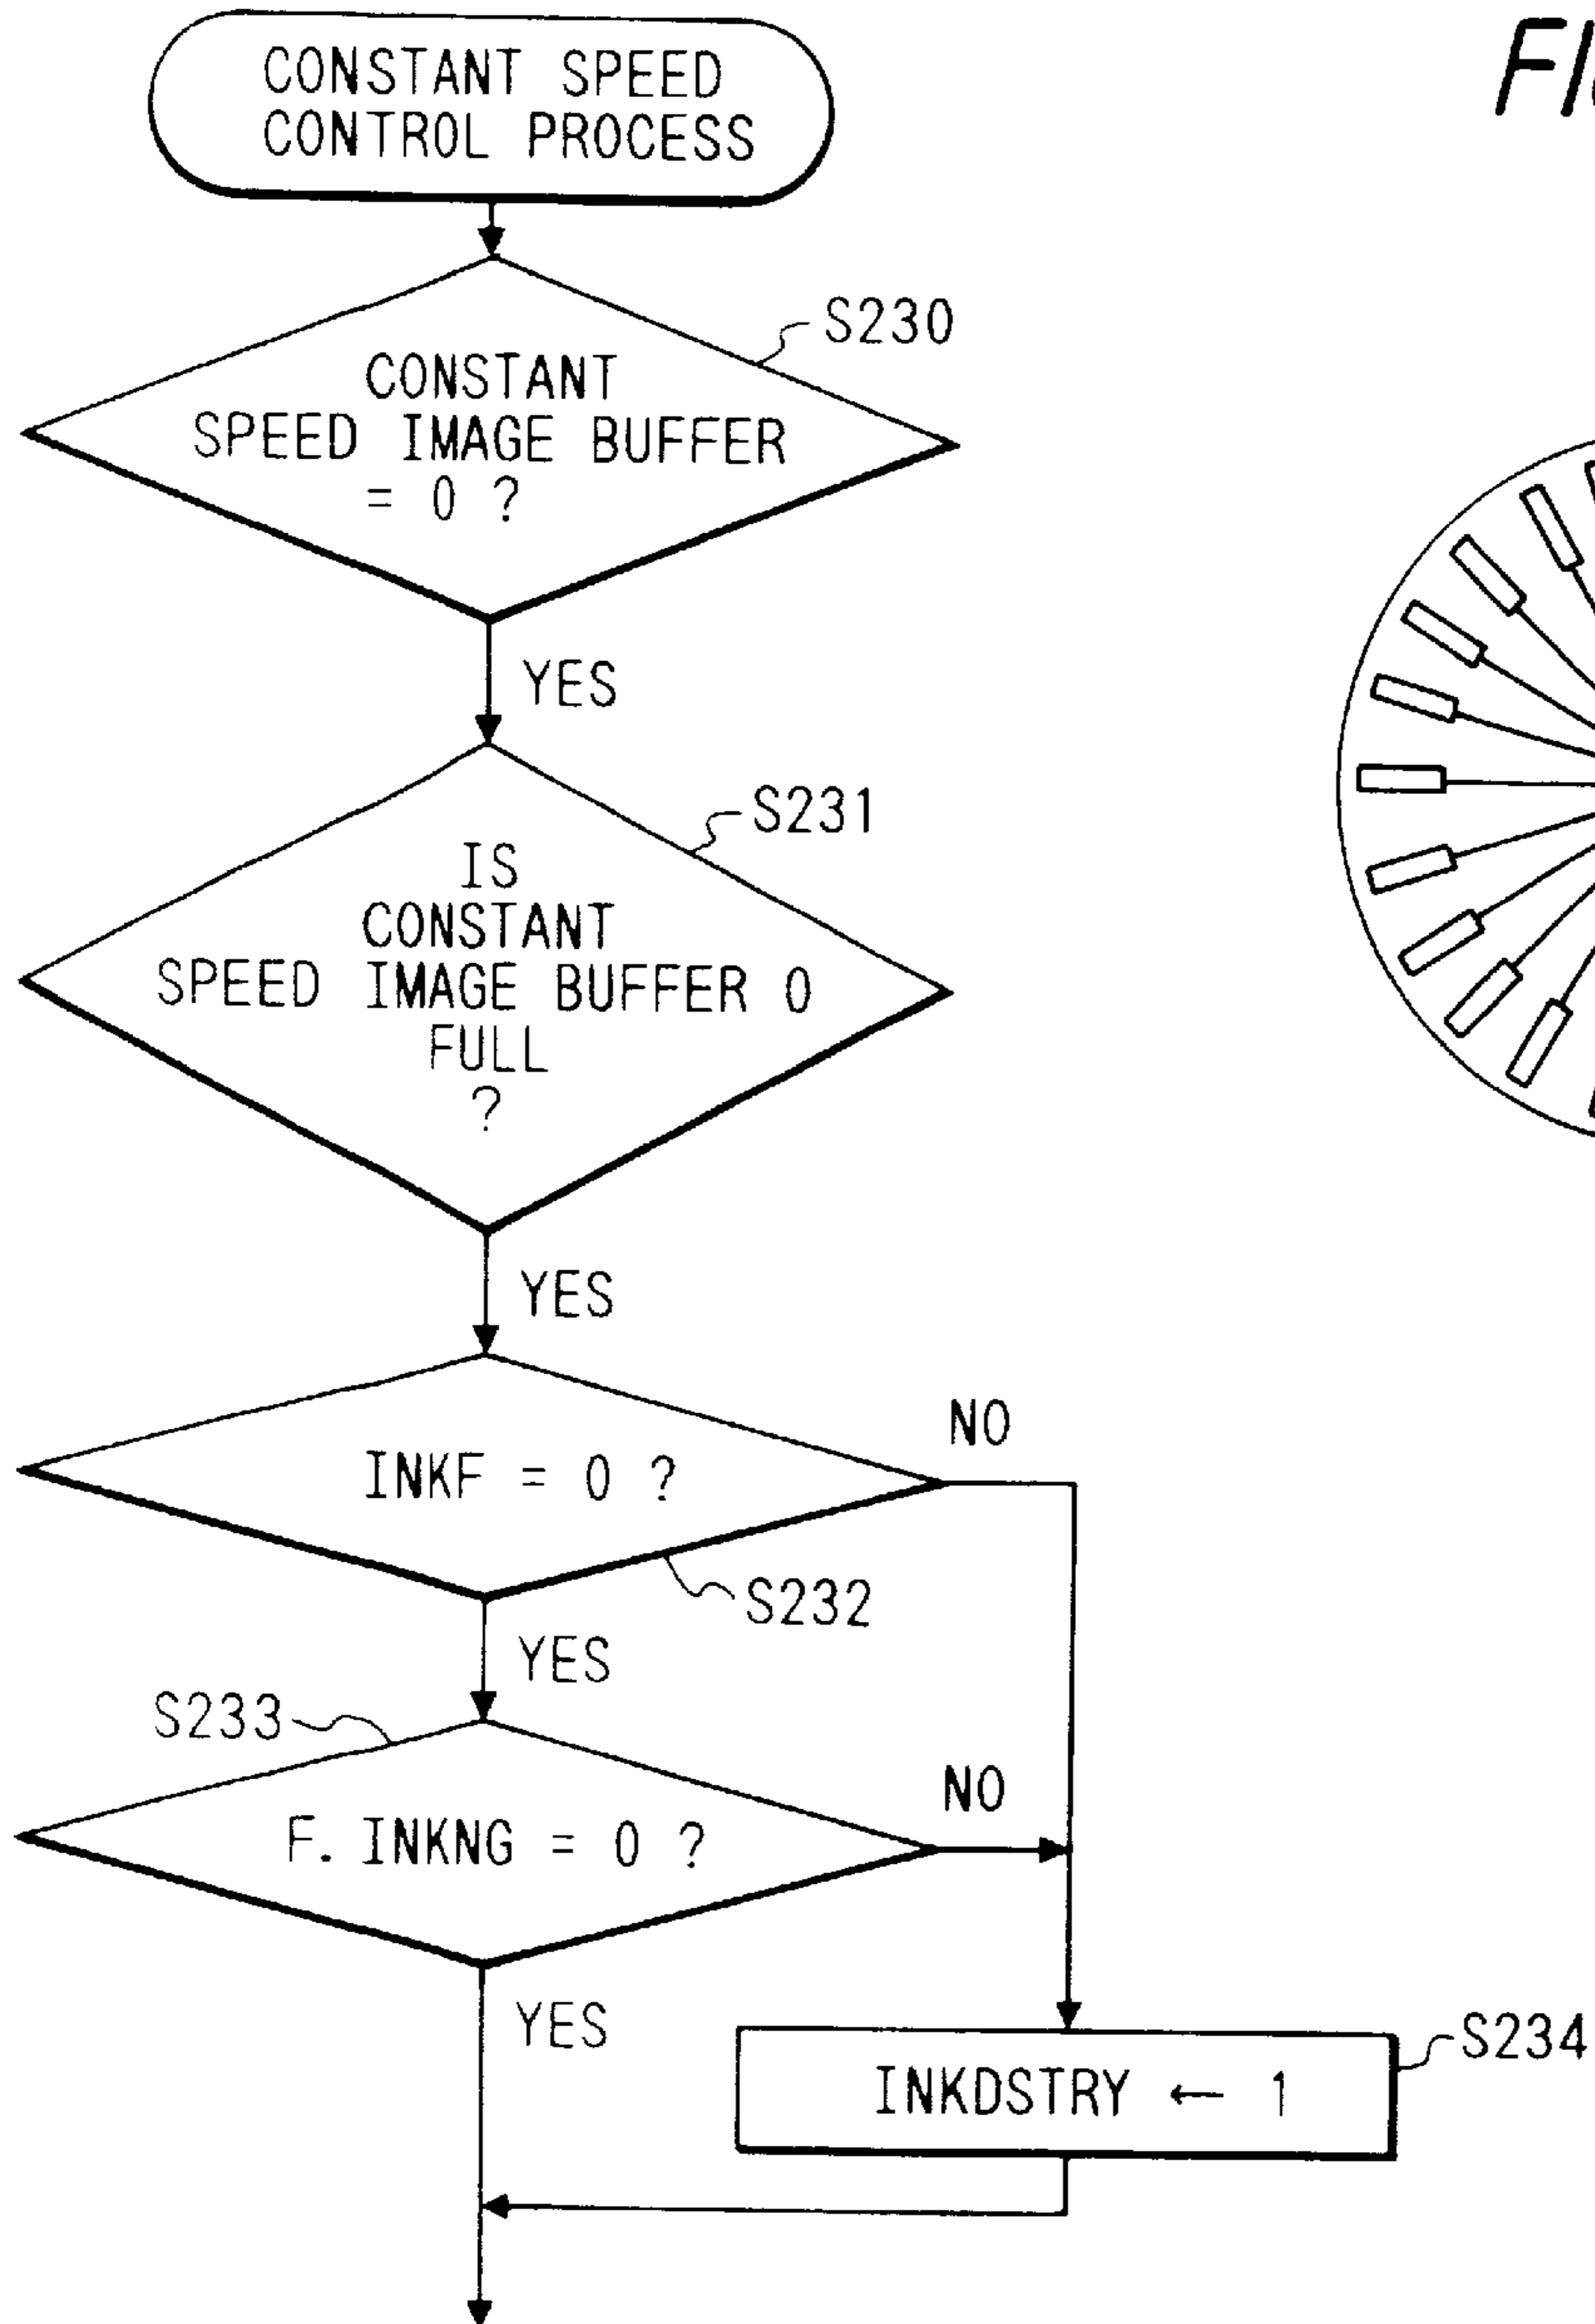 CONSTANT SPEED
CONTROL PROCESS
S230
CONSTANT
SPEED IMAGE BUFFER
= 0 ?
YES
S231
IS
CONSTANT
SPEED IMAGE BUFFER 0
FULL
?
YES
NO
INKF = 0 ?
S232
YES
S233
NO
F. INKNG = 0 ?
YES
S234
INKDSTRY ← 1